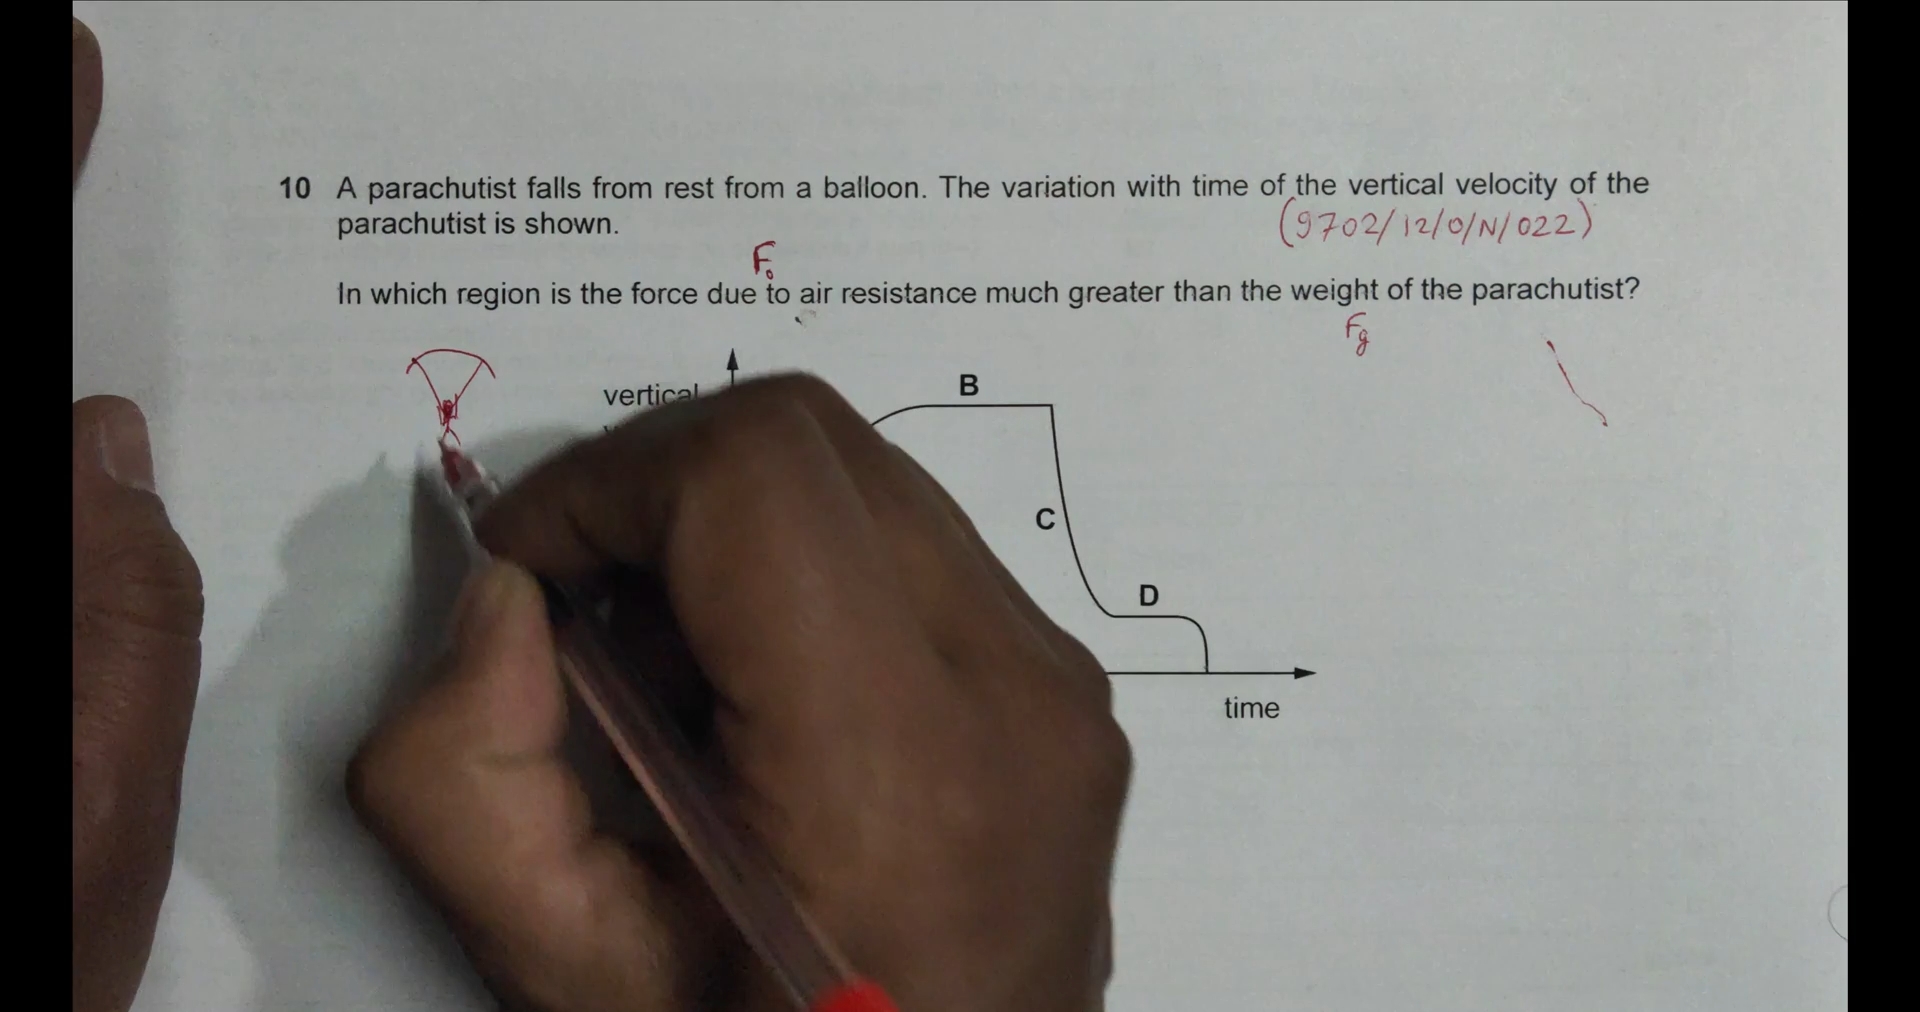 10 A parachutist falls from rest from a balloon. The variation with time of the vertical velocity of the
parachutist is shown.
(9702/12/O/N/022)
F
In which region is the force due to air resistance much greater than the weight of the parachutist?
Fg
vertical
B
C
D
time